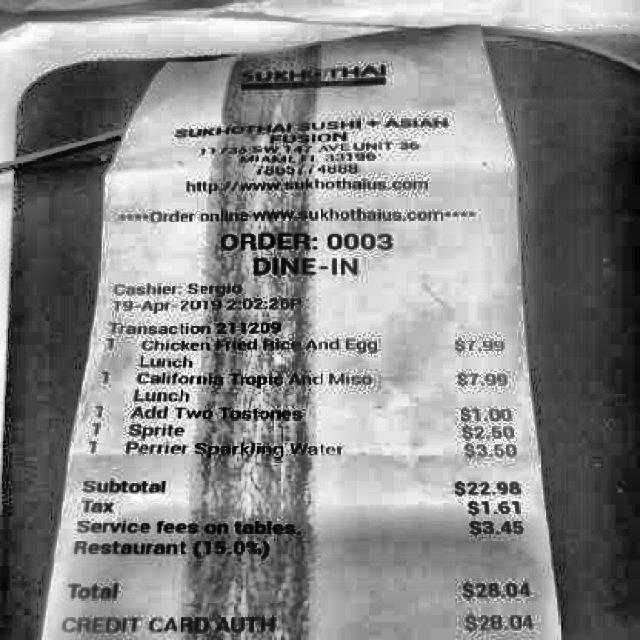 SUKHOTHAI
SUKHOTHAI SUSHI + ASIAN
FUSION
11736 SW 147 AVE UNIT 36
MIAMI, 33196
4888
http://www.sukhothaius.com
****Order online www.sukhothaius.com****
ORDER: 0003
DINE-IN
Cashier: Sergio
19-Apr-2019 2:02:26P
Transaction 211209
1 Chicken Fried Rice And Egg $7.99
Lunch
1 California Tropic And Miso $7.99
Lunch
1 Add Two Tostones $1.00
1 Sprite $2.50
1 Perrier Sparkling Water $3.50
Subtotal $22.98
Tax $1.61
Service fees on tables. $3.45
Restaurant (15.0%)
Total $28.04
CREDIT CARD AUTH $28.04